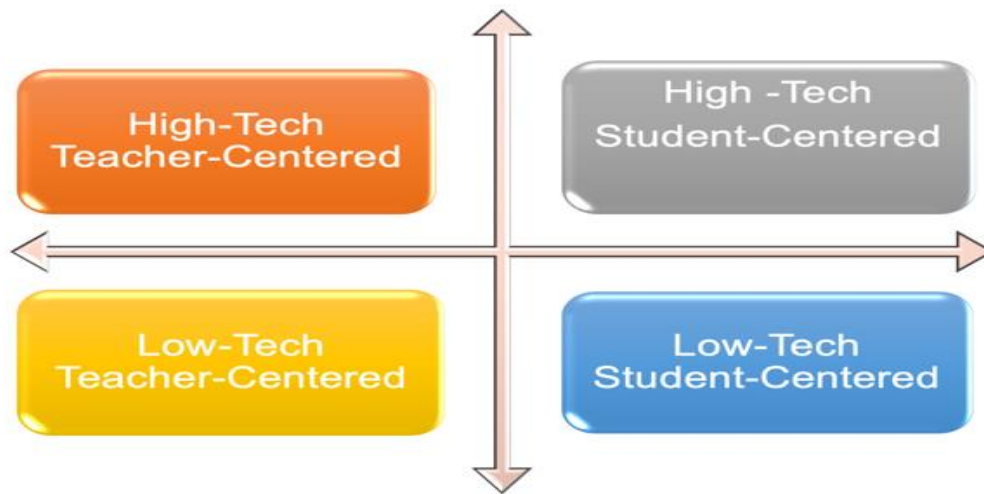 High-Tech
Teacher-Centered
High -Tech
Student-Centered
Low-Tech
Teacher-Centered
Low-Tech
Student-Centered